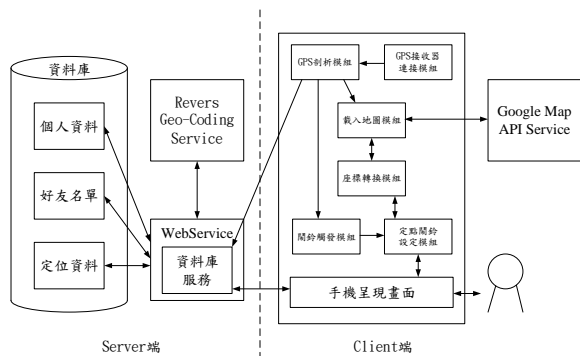 資料庫
個人資料
好友名單
定位資料
Revers
Geo-Coding
Service
WebService
資料庫
服務
Server端
GPS剖析模組
GPS接收器
連接模組
載入地圖模組
座標轉換模組
鬧鈴觸發模組
定點鬧鈴
設定模組
手機呈現畫面
Client端
Google Map
API Service